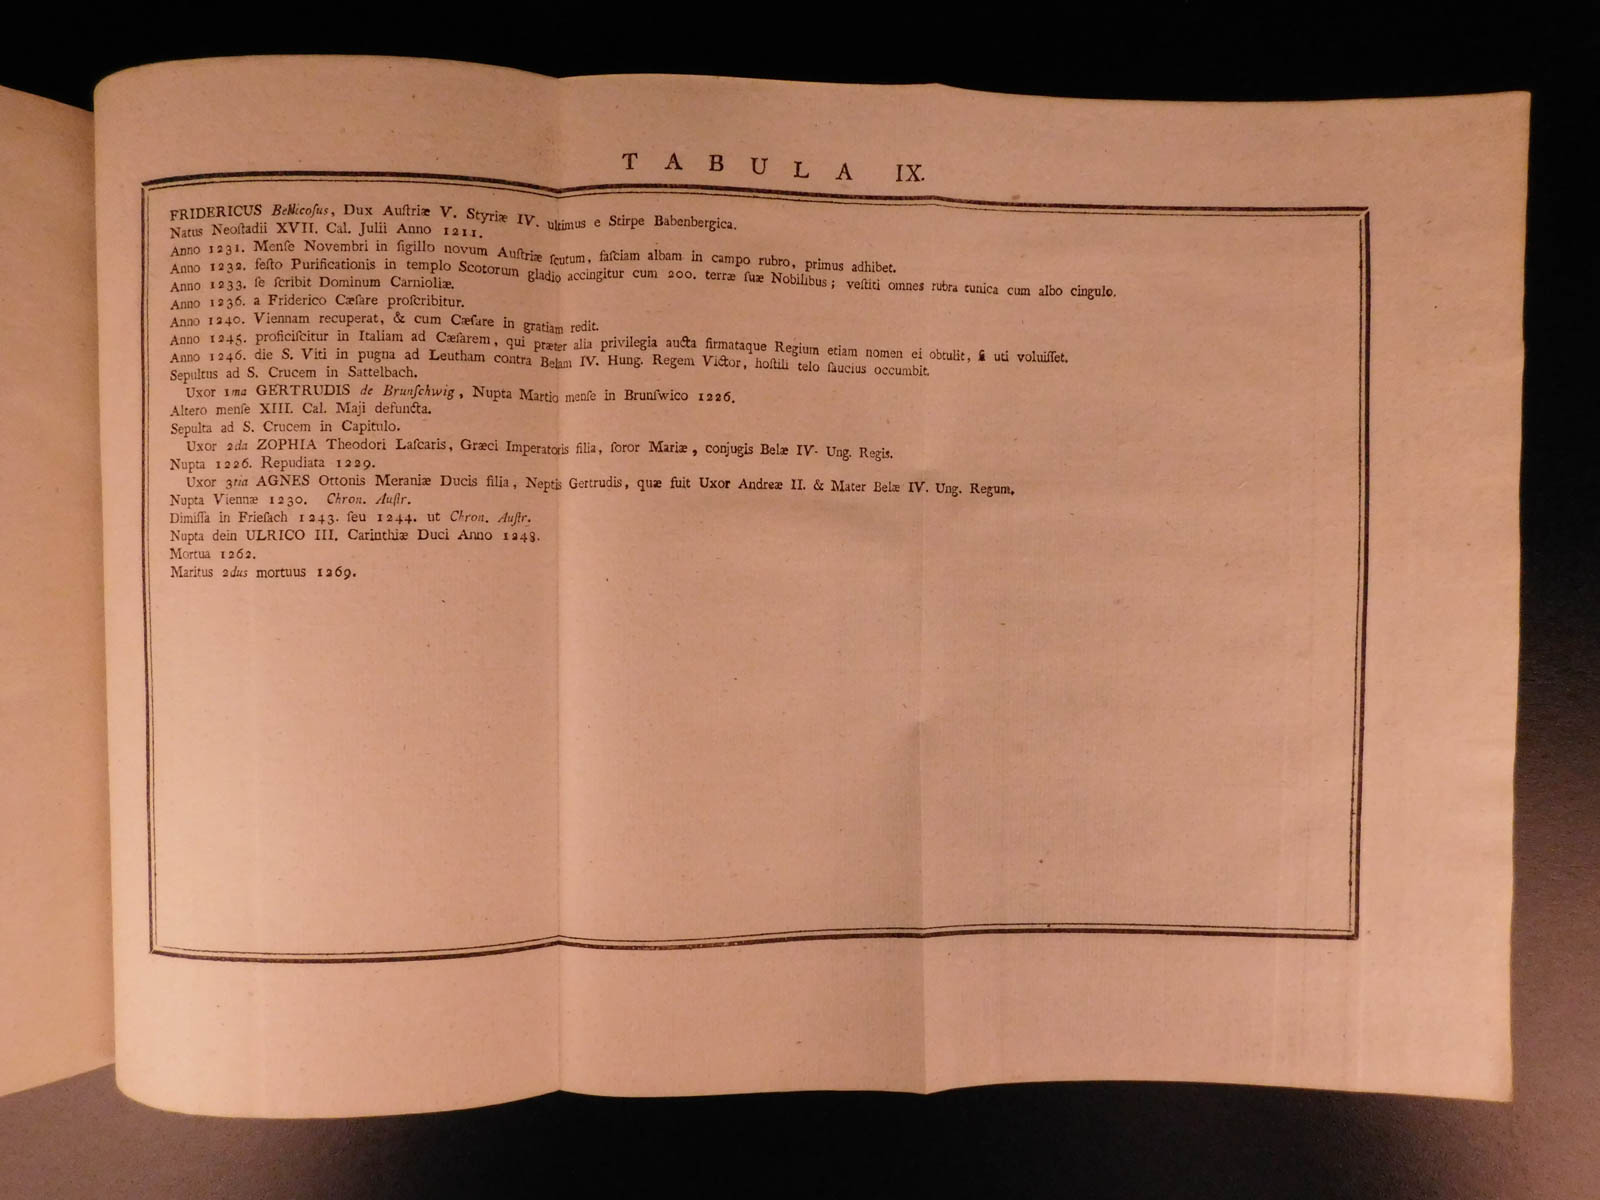 TABULA IX.
FRIDERICUS Bellicoſus, Dux Auſtriæ V. Styriæ IV. ultimus e Stirpe Babenbergica.
Natus Neoſtadii XVII. Cal. Julii Anno 1211.
Anno 1231. Menſe Novembri in ſigillo novum Auſtriæ ſcutum, faſciam albam in campo rubro, primus adhibet.
Anno 1232. feſto Purificationis in templo Scotorum gladio accingitur cum 200. terræ ſuæ Nobilibus; veſtiti omnes rubra tunica cum albo cingulo.
Anno 1233. ſe ſcribit Dominum Carnioliæ.
Anno 1236. a Friderico Cæſare proſcribitur.
Anno 1240. Viennam recuperat, & cum Cæſare in gratiam redit.
Anno 1245. proficiſcitur in Italiam ad Cæſarem, qui præter alia privilegia aucta firmataque Regium etiam nomen ei obtulit, ſi uti voluiſſet.
Anno 1246. die S. Viti in pugna ad Leutham contra Belam IV. Hung. Regem Victor, hoſtili telo ſaucius occumbit.
Sepultus ad S. Crucem in Sattelbach.
Uxor 1ma GERTRUDIS de Brunſchwig, Nupta Martio menſe in Brunſwico 1226.
Altero menſe XIII. Cal. Maji defuncta.
Sepulta ad S. Crucem in Capitulo.
Uxor 2da ZOPHIA Theodori Laſcaris, Græci Imperatoris filia, ſoror Mariæ, conjugis Belæ IV- Ung. Regis.
Nupta 1226. Repudiata 1229.
Uxor 3tia AGNES Ottonis Meraniæ Ducis filia, Neptis Gertrudis, quæ fuit Uxor Andreæ II. & Mater Belæ IV. Ung. Regum.
Nupta Viennæ 1230. Chron. Auſtr.
Dimiſſa in Frieſach 1243. ſeu 1244. ut Chron. Auſtr.
Nupta dein ULRICO III. Carinthiæ Duci Anno 1248.
Mortua 1262.
Maritus 2dus mortuus 1269.